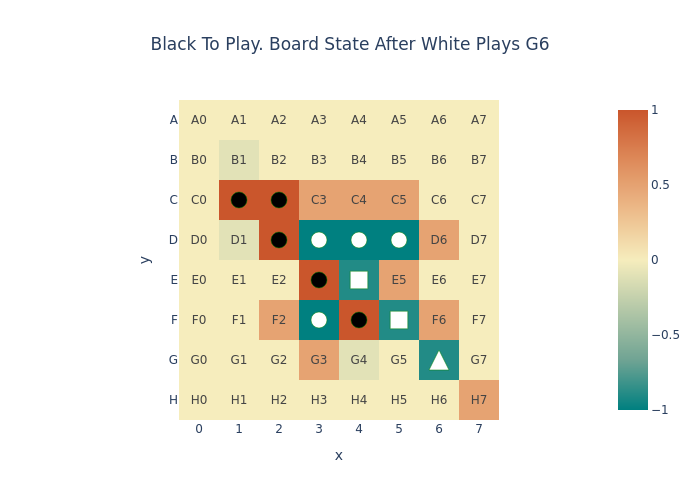 Black To Play. Board State After White Plays G6
A A0 A1 A2 A3 A4 A5 A6 A7 1
B B0 B1 B2 B3 B4 B5 B6 B7 0.5
C C0 C3 C4 C5 C6 C7
D D0 D1 D6 D7 0
y
E E0 E1 E2 E5 E6 E7
F F0 F1 F2 F6 F7 −0.5
G G0 G1 G2 G3 G4 G5 G7
H H0 H1 H2 H3 H4 H5 H6 H7 −1
0 1 2 3 4 5 6 7
x